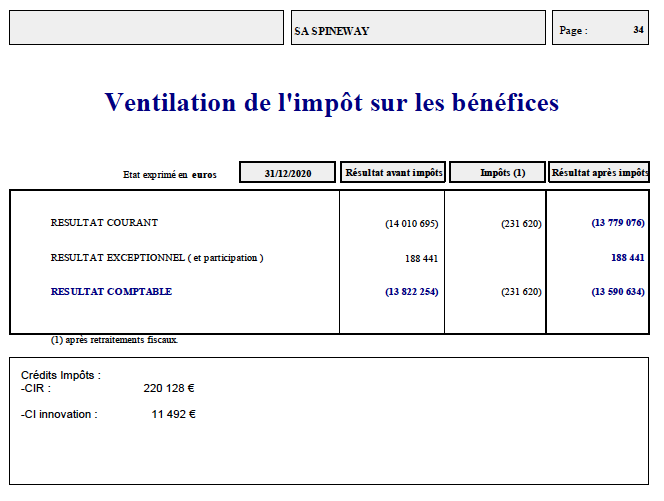 SA SPINEWAY Page : 34
Ventilation de l'impôt sur les bénéfices
Etat exprimé en euros 31/12/2020 Résultat avant impôts Impôts (1) Résultat après impôts
RESULTAT COURANT (14 010 695) (231 620) (13 779 076)
RESULTAT EXCEPTIONNEL ( et participation ) 188 441 188 441
RESULTAT COMPTABLE (13 822 254) (231 620) (13 590 634)
(1) après retraitements fiscaux.
Crédits Impôts :
-CIR : 220 128 €
-CI innovation : 11 492 €